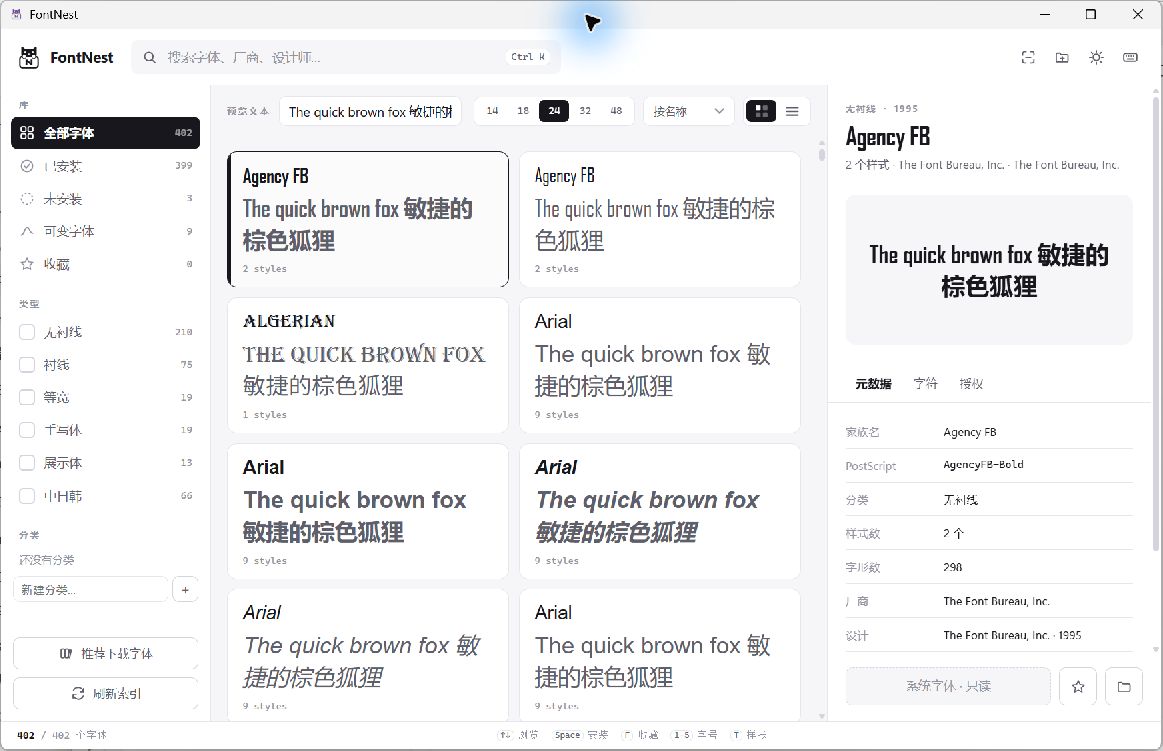 FontNest
FontNest
搜索字体、厂商、设计师...
Ctrl K
库
全部字体 402
已安装 399
未安装 3
可变字体 9
收藏 0
类型
无衬线 210
衬线 75
等宽 19
手写体 19
展示体 13
中日韩 66
分类
还没有分类
新建分类...
+
推荐下载字体
刷新索引
预览文本
The quick brown fox 敏捷的
14 18 24 32 48
按名称
Agency FB
The quick brown fox 敏捷的
棕色狐狸
2 styles
Agency FB
The quick brown fox 敏捷的棕
色狐狸
2 styles
ALGERIAN
THE QUICK BROWN FOX
敏捷的棕色狐狸
1 styles
Arial
The quick brown fox 敏
捷的棕色狐狸
9 styles
Arial
The quick brown fox
敏捷的棕色狐狸
9 styles
Arial
The quick brown fox
敏捷的棕色狐狸
9 styles
Arial
The quick brown fox 敏
捷的棕色狐狸
9 styles
Arial
The quick brown fox 敏
捷的棕色狐狸
9 styles
无衬线 · 1995
Agency FB
2 个样式 · The Font Bureau, Inc. · The Font Bureau, Inc.
The quick brown fox 敏捷的
棕色狐狸
元数据 字符 授权
家族名 Agency FB
PostScript AgencyFB-Bold
分类 无衬线
样式数 2 个
字形数 298
厂商 The Font Bureau, Inc.
设计 The Font Bureau, Inc. · 1995
系统字体 · 只读
402 / 402 个字体
↑↓ 浏览 Space 安装 F 收藏 1-5 字号 T 样张